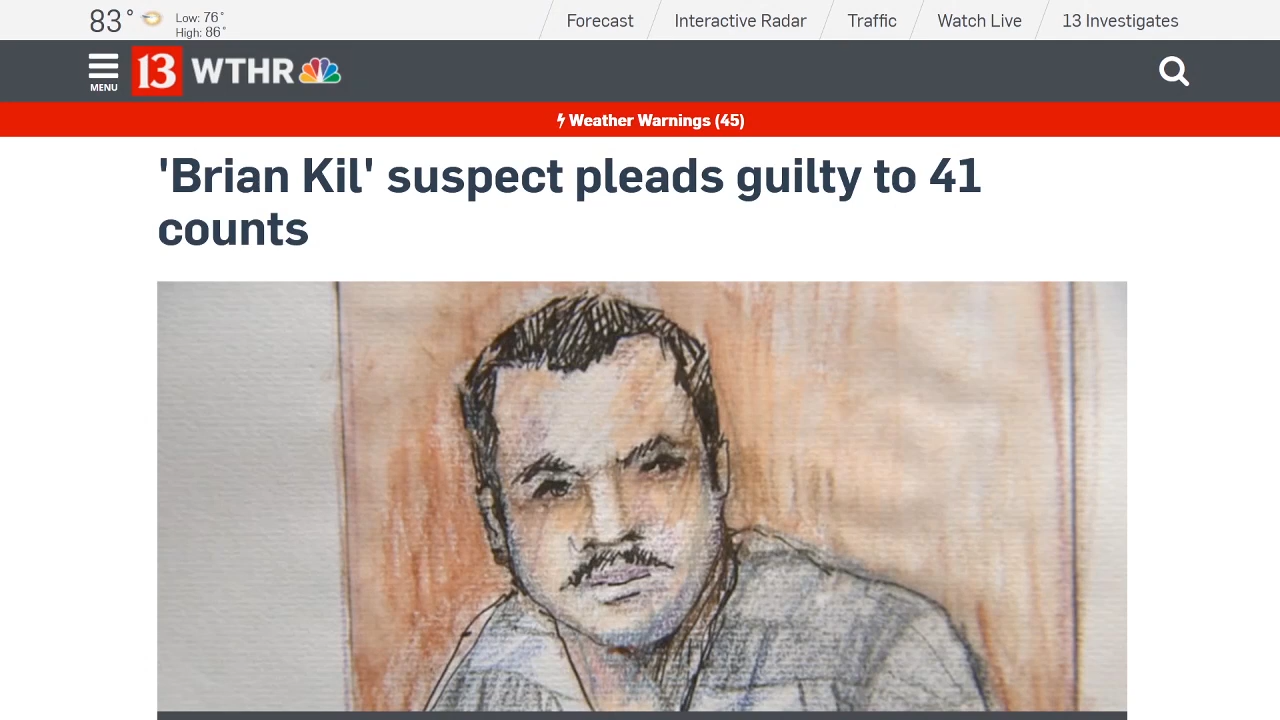 83°
Low: 76°
High: 86°
Forecast
Interactive Radar
Traffic
Watch Live
13 Investigates
MENU
13 WTHR
Weather Warnings (45)
'Brian Kil' suspect pleads guilty to 41
counts